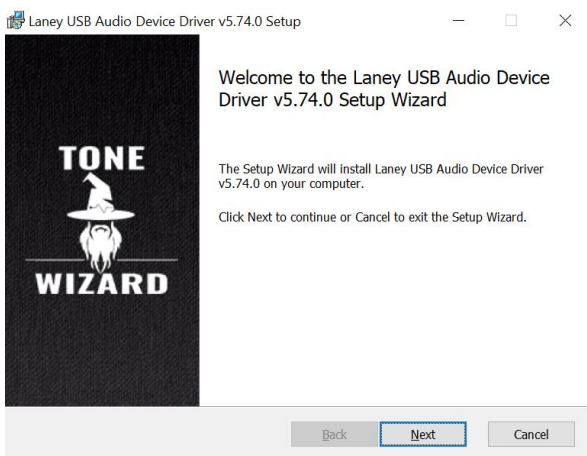 Laney USB Audio Device Driver v5.74.0 Setup
Welcome to the Laney USB Audio Device
Driver v5.74.0 Setup Wizard
TONE
WIZARD
The Setup Wizard will install Laney USB Audio Device Driver
v5.74.0 on your computer.
Click Next to continue or Cancel to exit the Setup Wizard.
Back
Next
Cancel